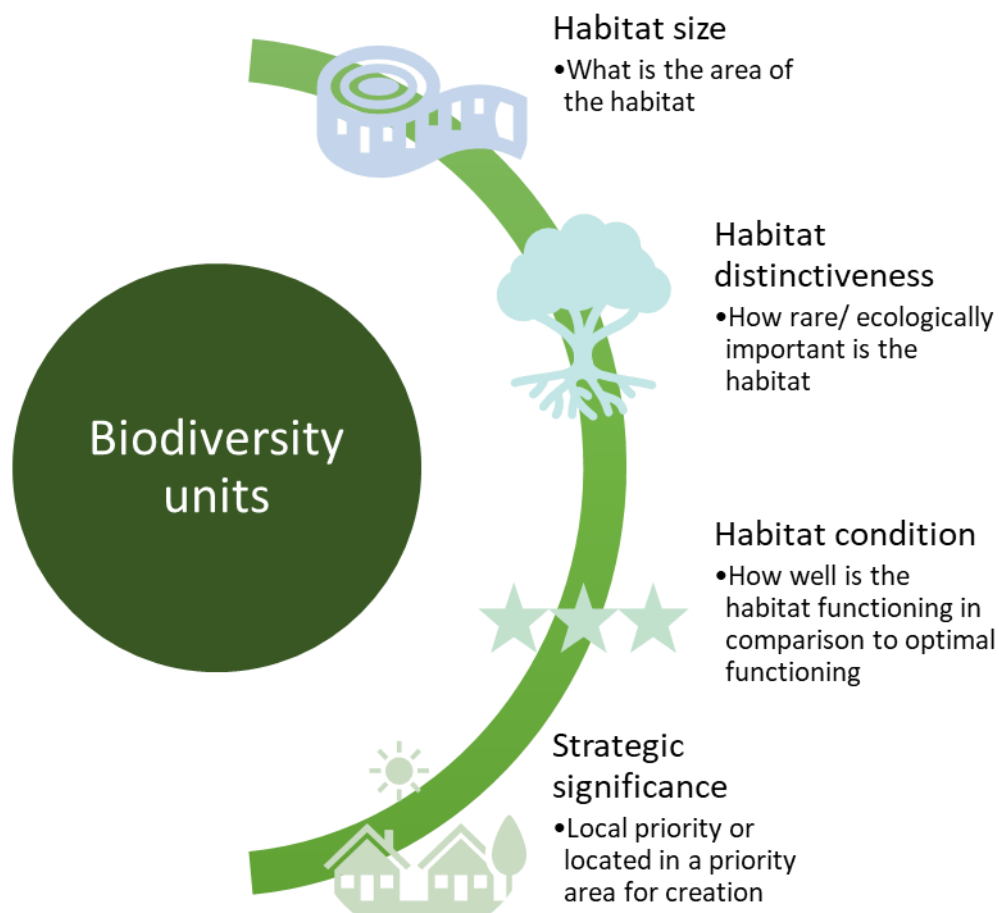 Habitat size
•What is the area of
the habitat
Habitat
distinctiveness
•How rare/ ecologically
important is the
habitat
Biodiversity
units
Habitat condition
•How well is the
habitat functioning in
comparison to optimal
functioning
Strategic
significance
•Local priority or
located in a priority
area for creation